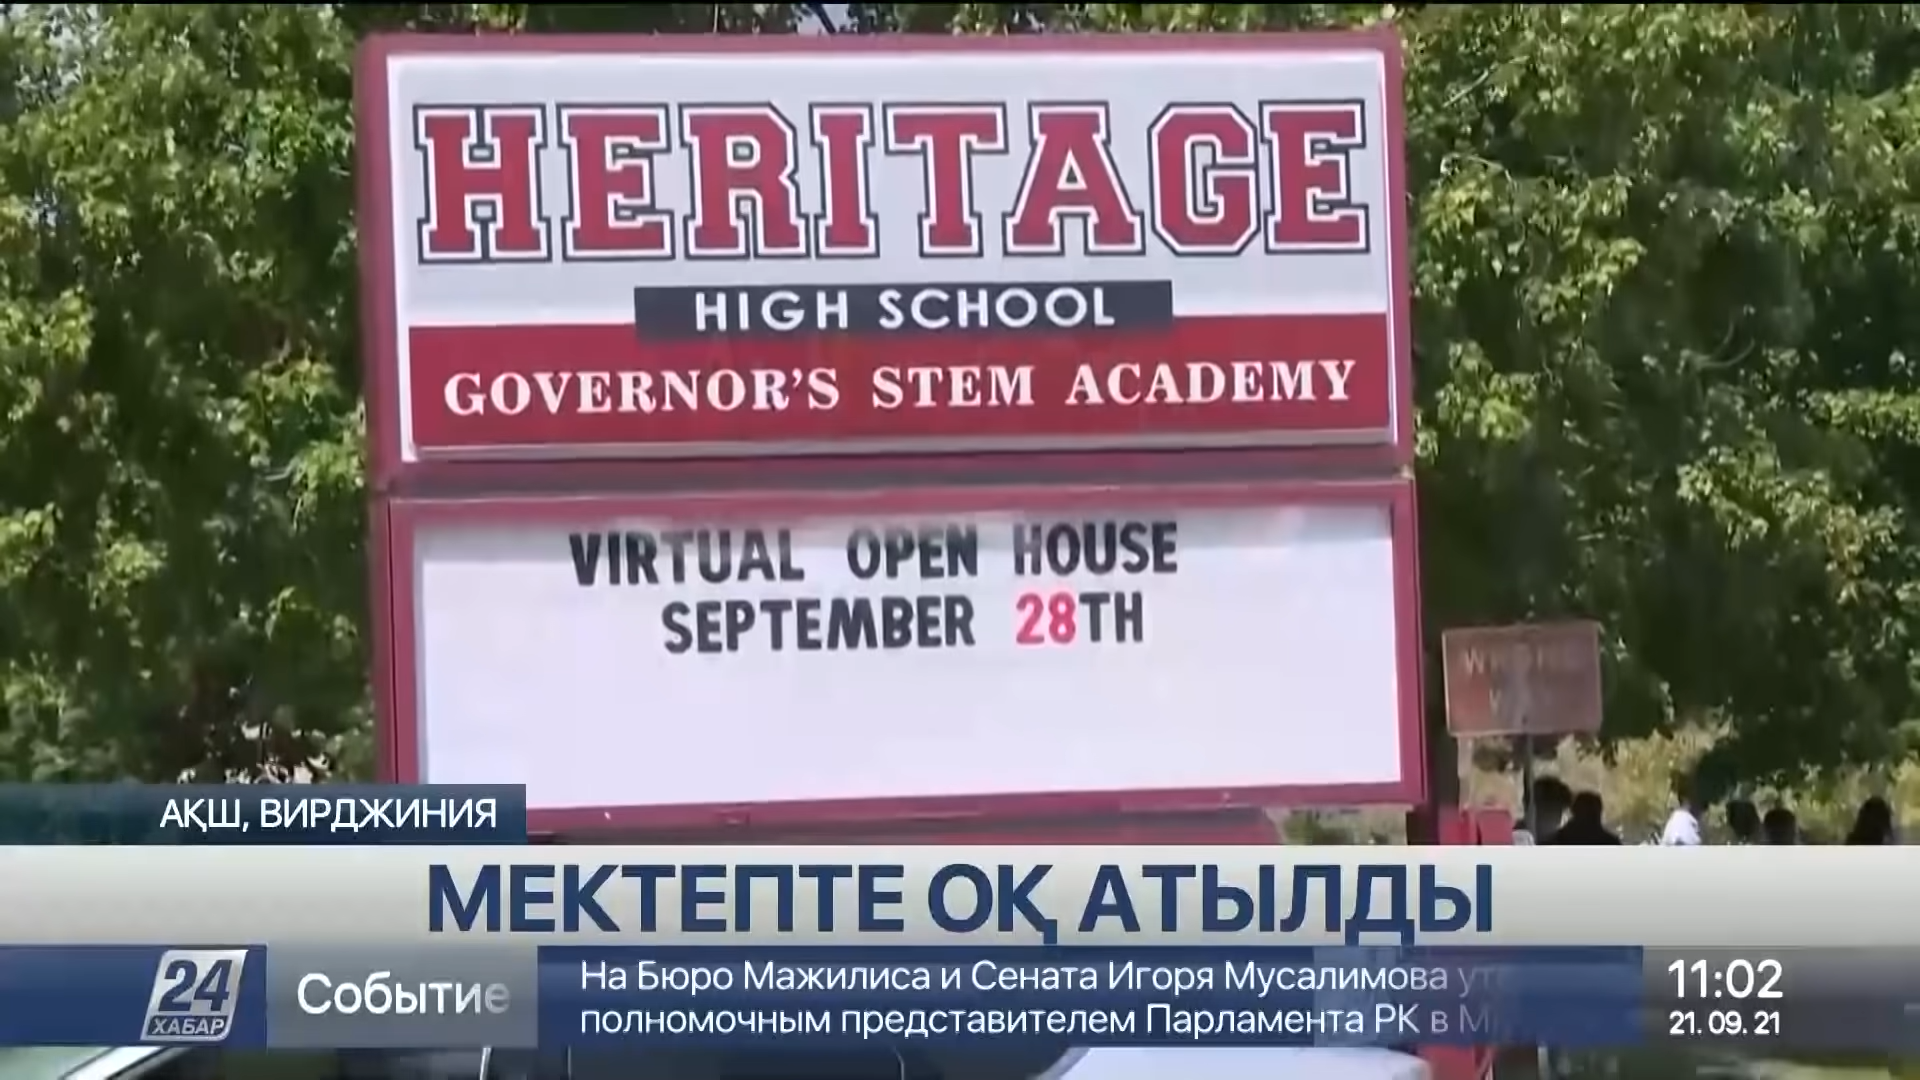 HERITAGE
HIGH SCHOOL
GOVERNOR'S STEM ACADEMY
VIRTUAL OPEN HOUSE
SEPTEMBER 28TH
WRONG
АҚШ, ВИРДЖИНИЯ
МЕКТЕПТЕ ОҚ АТЫЛДЫ
24
ХАБАР
Событие
На Бюро Мажилиса и Сената Игоря Мусалимова
полномочным представителем Парламента РК в
11:02
21. 09. 21